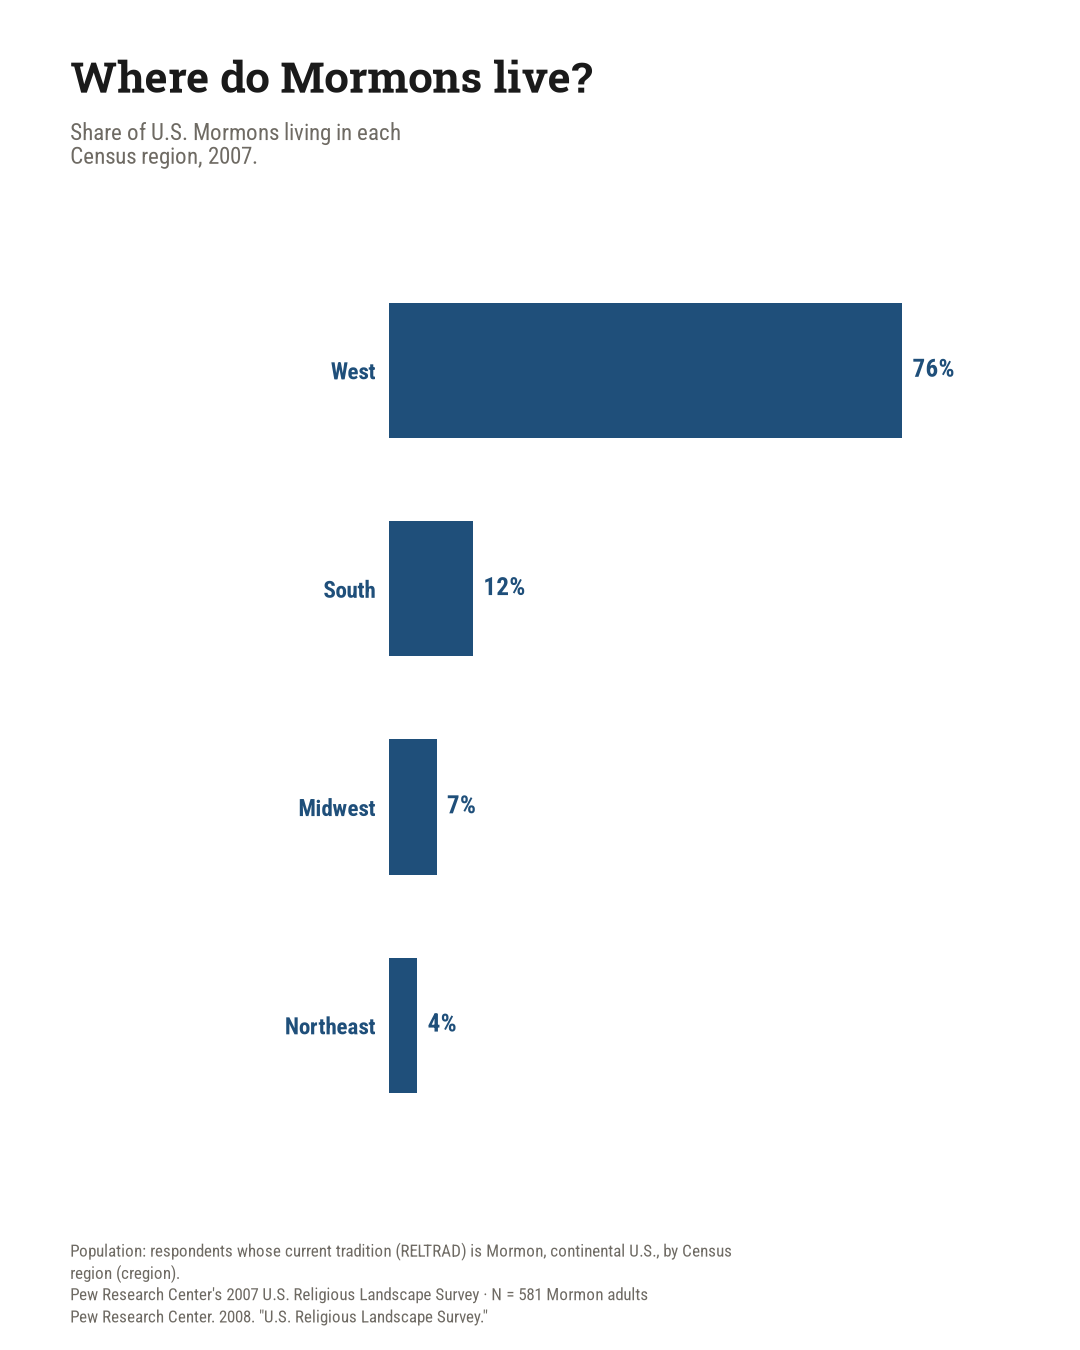 Where do Mormons live?
Share of U.S. Mormons living in each
Census region, 2007.
West
76%
South
12%
Midwest
7%
Northeast
4%
Population: respondents whose current tradition (RELTRAD) is Mormon, continental U.S., by Census
region (cregion).
Pew Research Center's 2007 U.S. Religious Landscape Survey · N = 581 Mormon adults
Pew Research Center. 2008. "U.S. Religious Landscape Survey."